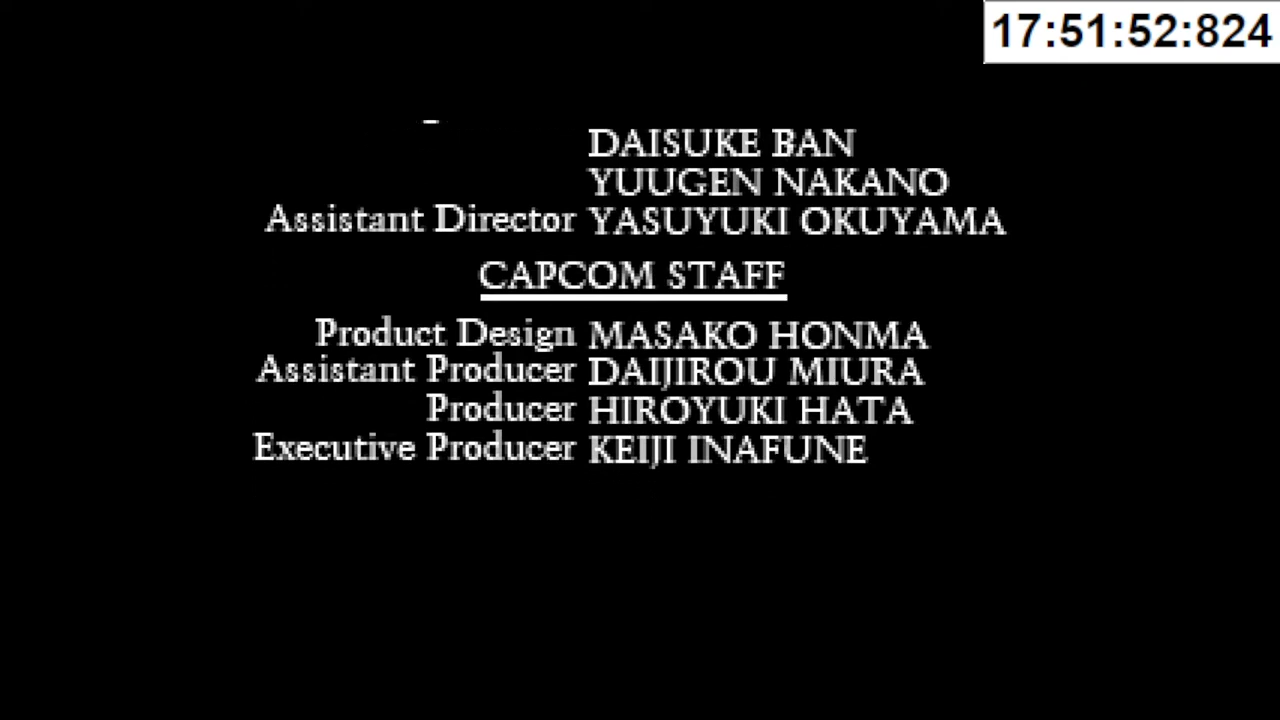 17:51:52:824
DAISUKE BAN
YUUGEN NAKANO
Assistant Director YASUYUKI OKUYAMA
CAPCOM STAFF
Product Design MASAKO HONMA
Assistant Producer DAIJIROU MIURA
Producer HIROYUKI HATA
Executive Producer KEIJI INAFUNE